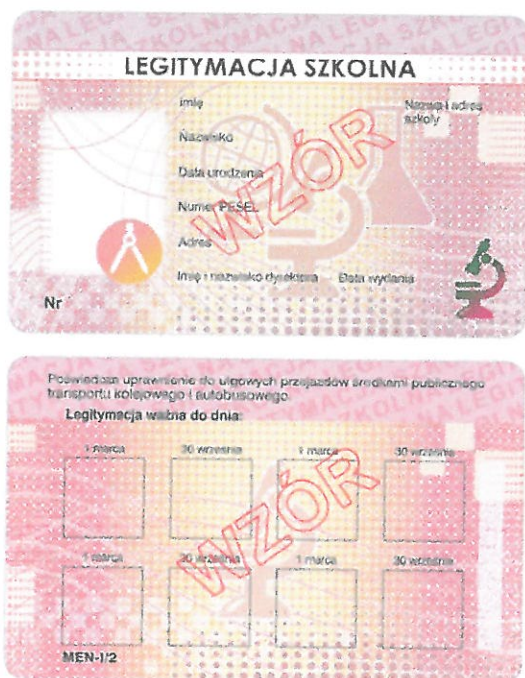 LEGITYMACJA SZKOLNA
Imię
Nazwa i adres
szkoły
Nazwisko
Data urodzenia
Numer PESEL
Adres
Imię i nazwisko dyrektora Data wydania
Nr
WZÓR
Poświadcza uprawnienie do ulgowych przejazdów środkami publicznego
transportu kolejowego i autobusowego.
Legitymacja ważna do dnia:
1 marca 30 września 1 marca 30 września
1 marca 30 września 1 marca 30 września
WZÓR
MEN-I/2